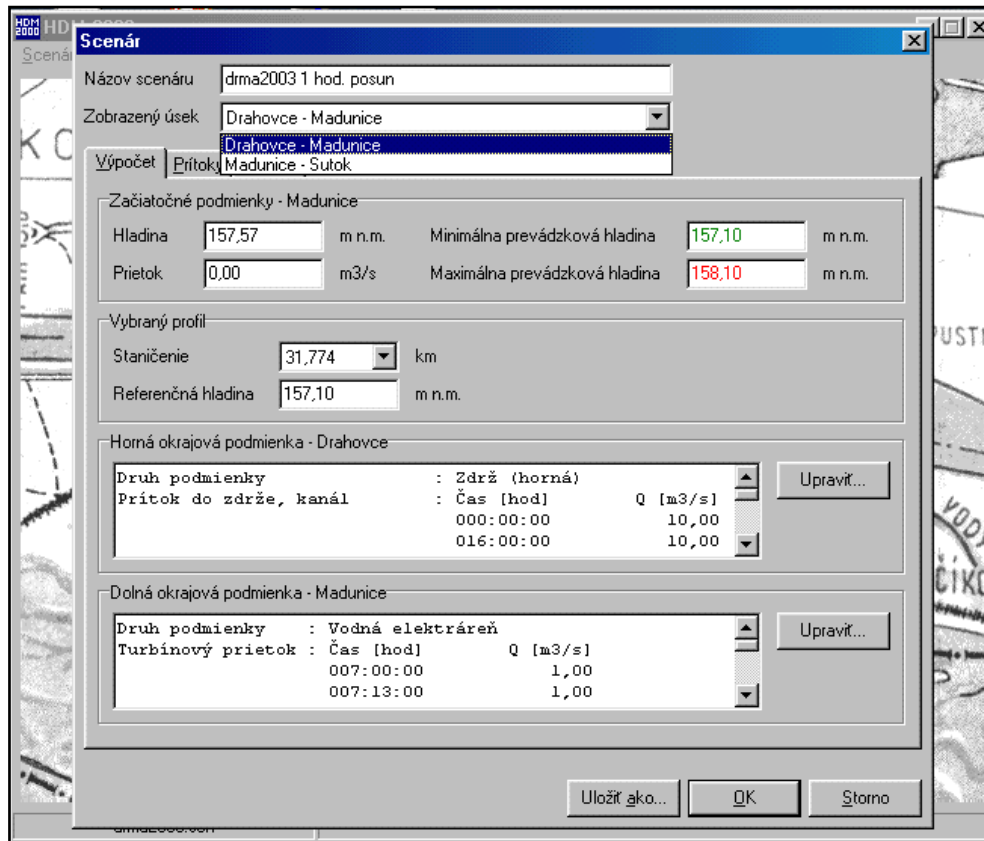 HDM 2000
Scenár
Scenár
Názov scenáru drma2003 1 hod. posun
Zobrazený úsek Drahovce - Madunice
Drahovce - Madunice
Madunice - Sutok
Výpočet Prítoky
Začiatočné podmienky - Madunice
Hladina 157,57 m n.m. Minimálna prevádzková hladina 157,10 m n.m.
Prietok 0,00 m3/s Maximálna prevádzková hladina 158,10 m n.m.
Vybraný profil
Staničenie 31,774 km
Referenčná hladina 157,10 m n.m.
Horná okrajová podmienka - Drahovce
Druh podmienky : Zdrž (horná)
Prítok do zdrže, kanál : Čas [hod] Q [m3/s]
000:00:00 10,00
016:00:00 10,00
Upraviť...
Dolná okrajová podmienka - Madunice
Druh podmienky : Vodná elektráreň
Turbínový prietok : Čas [hod] Q [m3/s]
007:00:00 1,00
007:13:00 1,00
Upraviť...
Uložiť ako... OK Storno